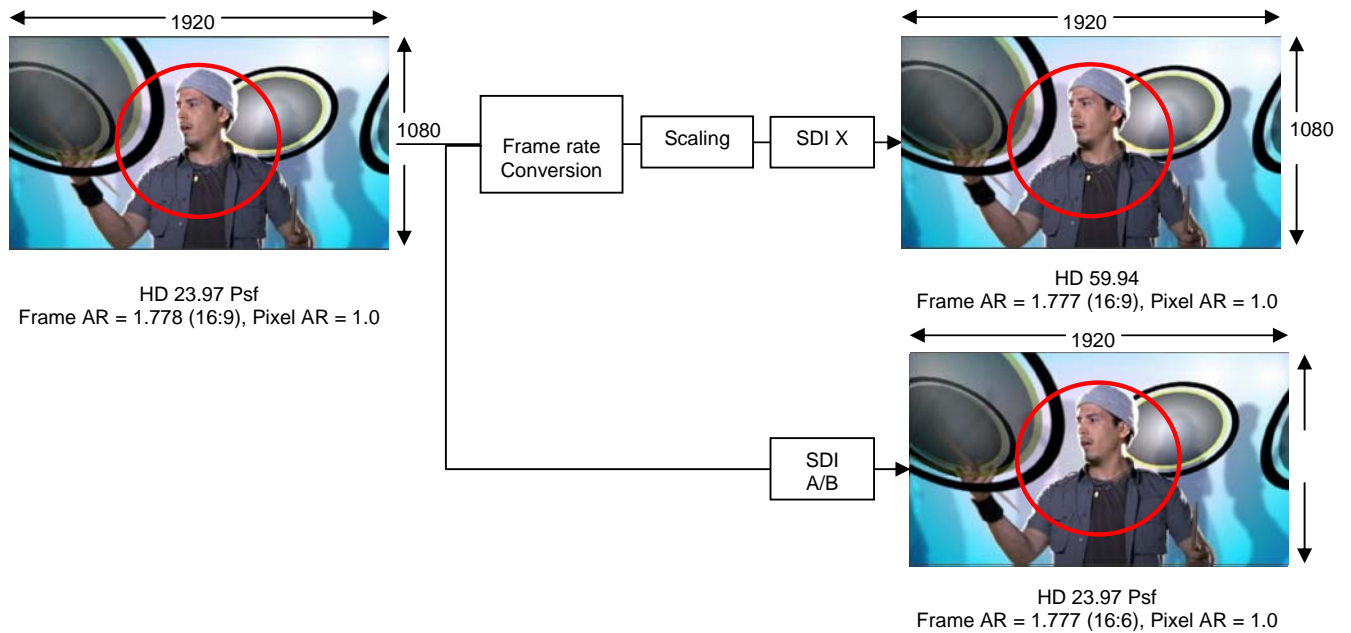 1920
1080
HD 23.97 Psf
Frame AR = 1.778 (16:9), Pixel AR = 1.0
Frame rate
Conversion
Scaling
SDI X
1920
1080
HD 59.94
Frame AR = 1.777 (16:9), Pixel AR = 1.0
SDI
A/B
1920
HD 23.97 Psf
Frame AR = 1.777 (16:6), Pixel AR = 1.0